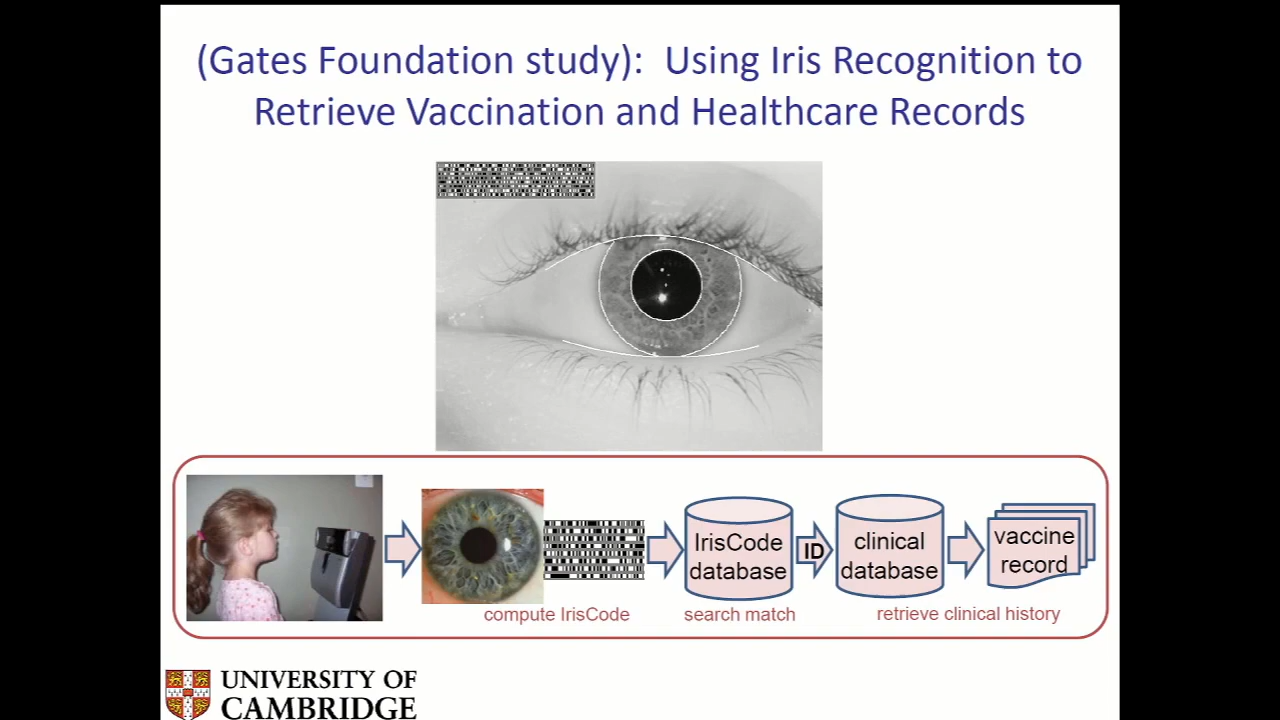 (Gates Foundation study):  Using Iris Recognition to
Retrieve Vaccination and Healthcare Records
IrisCode
database
ID
clinical
database
vaccine
record
compute IrisCode
search match
retrieve clinical history
UNIVERSITY OF
CAMBRIDGE